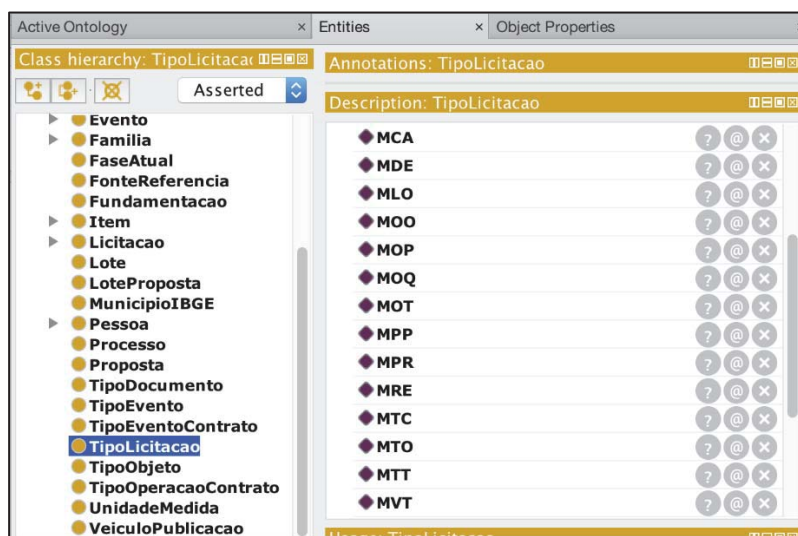 Active Ontology × Entities × Object Properties
Class hierarchy: TipoLicitacao
Asserted
Evento
Familia
FaseAtual
FonteReferencia
Fundamentacao
Item
Licitacao
Lote
LoteProposta
MunicipioIBGE
Pessoa
Processo
Proposta
TipoDocumento
TipoEvento
TipoEventoContrato
TipoLicitacao
TipoObjeto
TipoOperacaoContrato
UnidadeMedida
VeiculoPublicacao
Annotations: TipoLicitacao
Description: TipoLicitacao
MCA ? @ ×
MDE ? @ ×
MLO ? @ ×
MOO ? @ ×
MOP ? @ ×
MOQ ? @ ×
MOT ? @ ×
MPP ? @ ×
MPR ? @ ×
MRE ? @ ×
MTC ? @ ×
MTO ? @ ×
MTT ? @ ×
MVT ? @ ×
Usage: TipoLicitacao